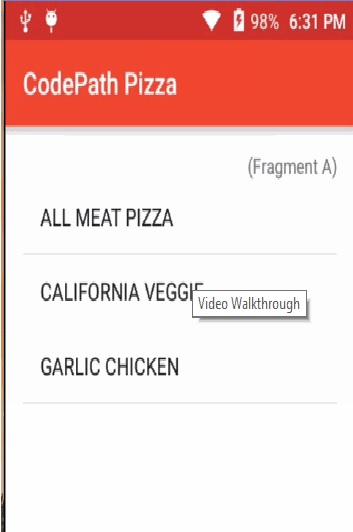 98% 6:31 PM
CodePath Pizza
(Fragment A)
ALL MEAT PIZZA
CALIFORNIA VEGGIE
Video Walkthrough
GARLIC CHICKEN